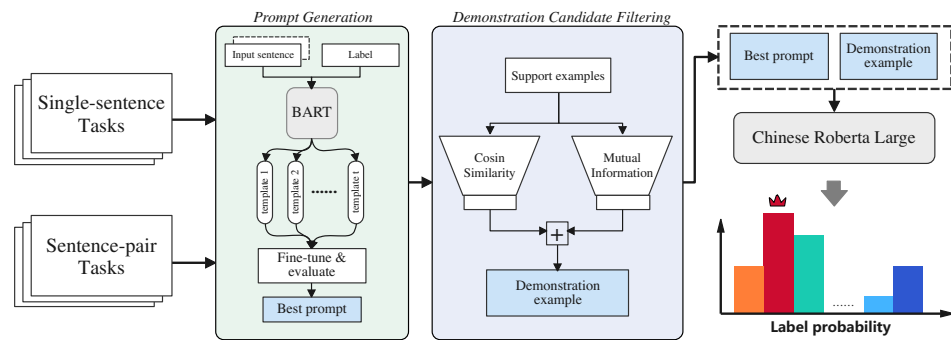 Prompt Generation
Demonstration Candidate Filtering
Single-sentence
Tasks
Sentence-pair
Tasks
Input sentence
Label
BART
template 1
template 2
......
template t
Fine-tune &
evaluate
Best prompt
Support examples
Cosin
Similarity
Mutual
Information
+
Demonstration
example
Best prompt
Demonstration
example
Chinese Roberta Large
......
Label probability